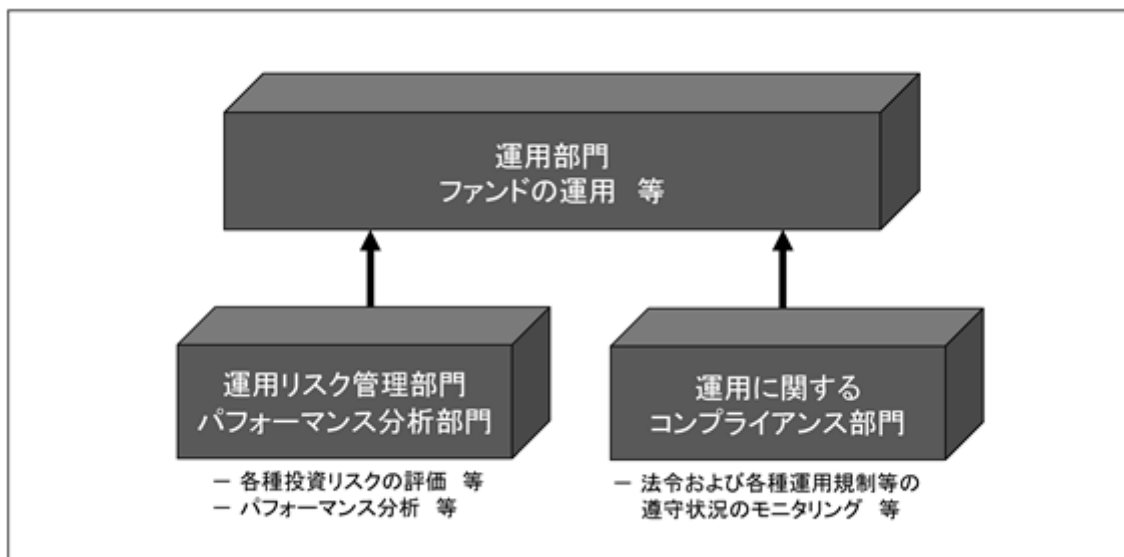 運用部門
ファンドの運用 等
運用リスク管理部門
パフォーマンス分析部門
－ 各種投資リスクの評価 等
－ パフォーマンス分析 等
運用に関する
コンプライアンス部門
－ 法令および各種運用規制等の
遵守状況のモニタリング 等